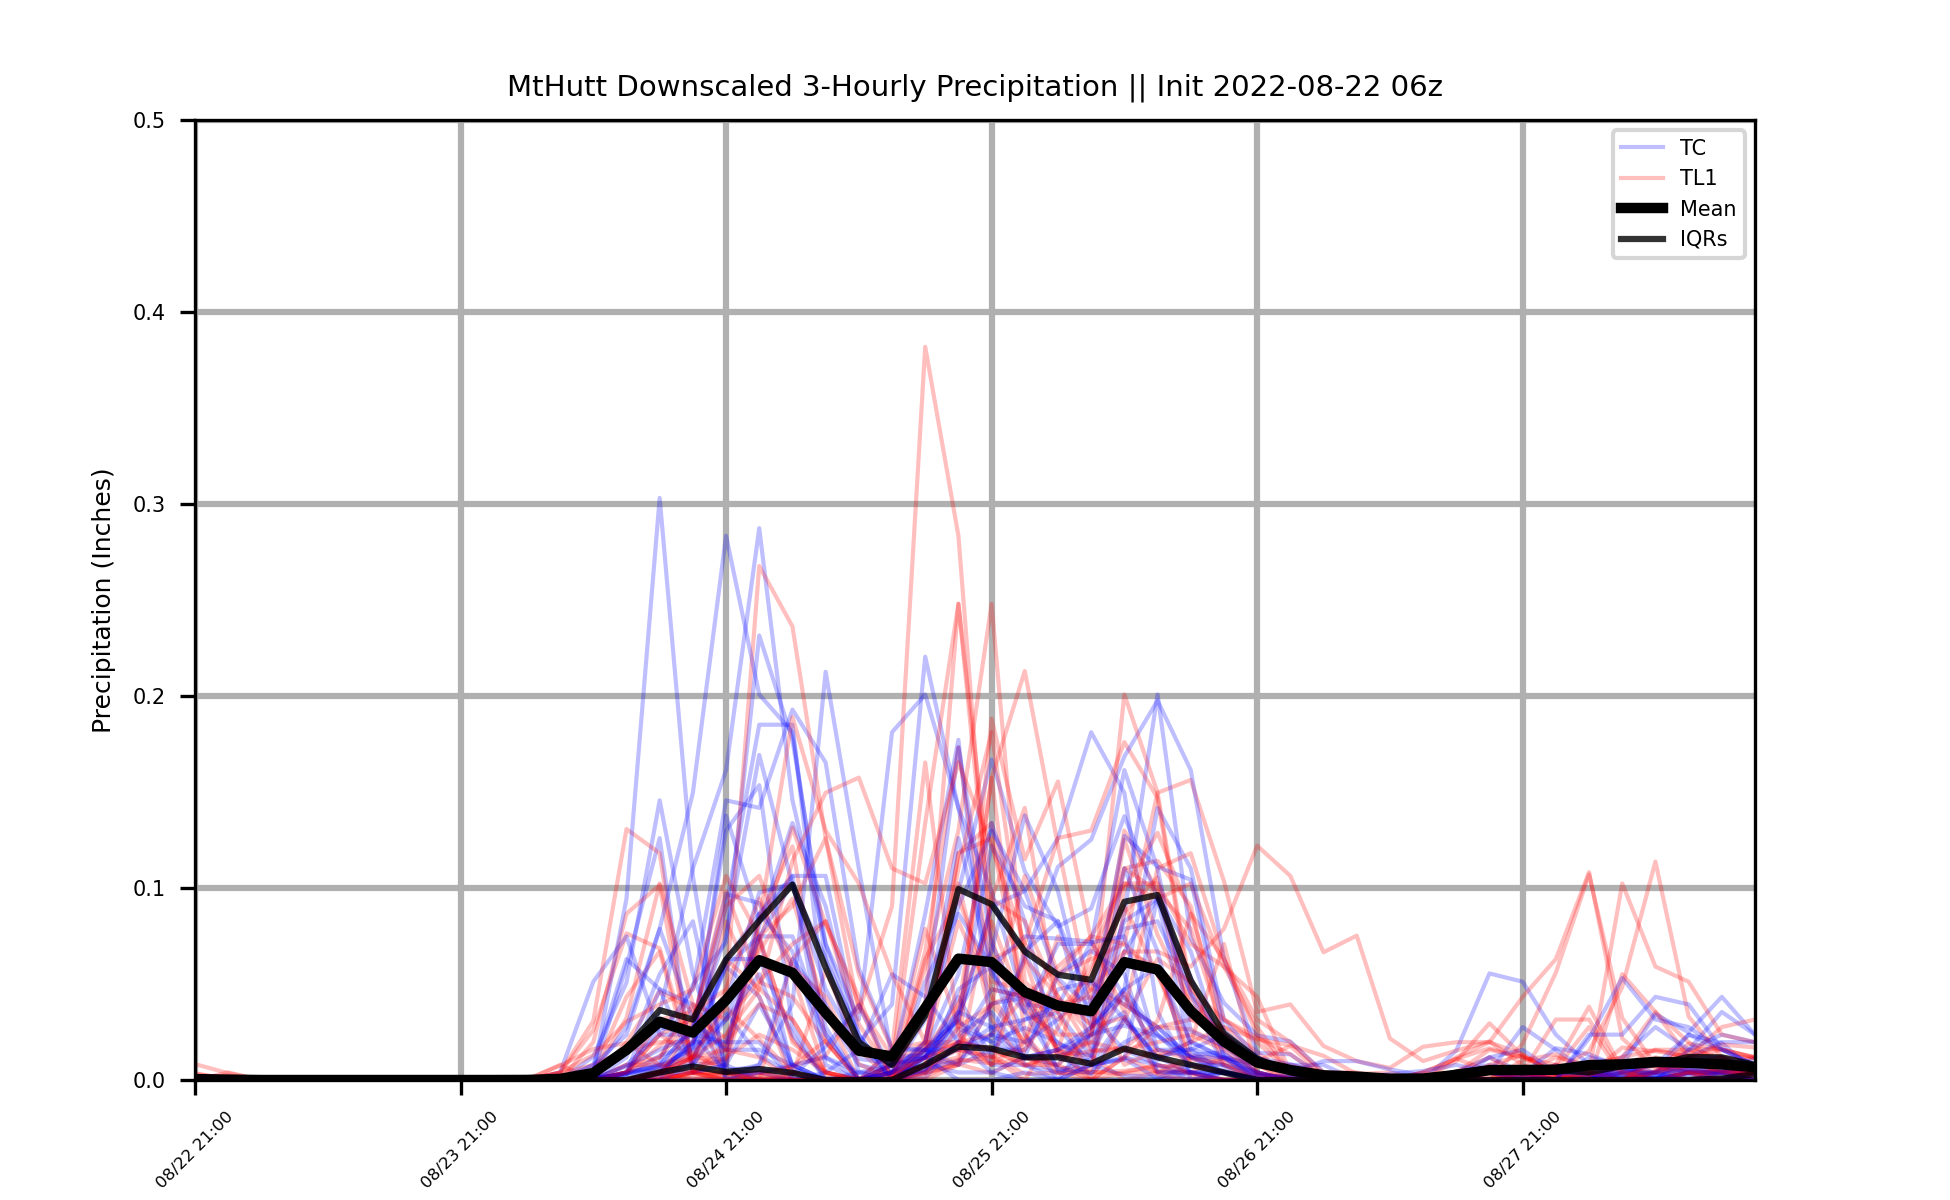 MtHutt Downscaled 3-Hourly Precipitation || Init 2022-08-22 06z
Precipitation (Inches)
0.5
0.4
0.3
0.2
0.1
0.0
TC
TL1
Mean
IQRs
08/22 21:00
08/23 21:00
08/24 21:00
08/25 21:00
08/26 21:00
08/27 21:00